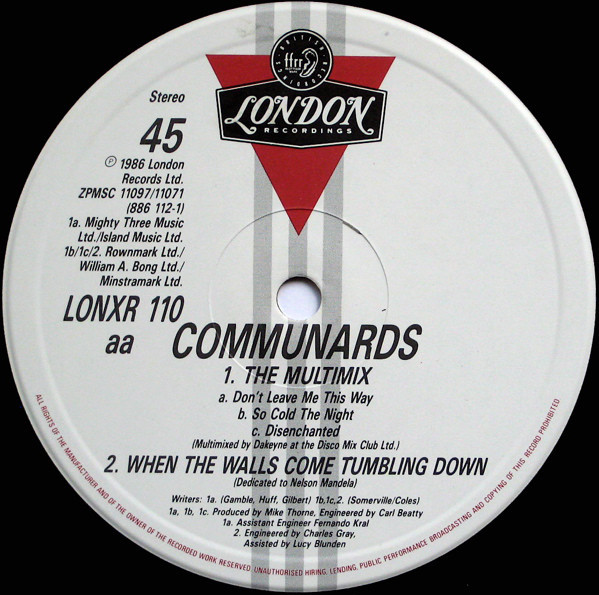 BRITISH RECORDINGS
ffrr
LONDON
RECORDINGS
Stereo
45
Ⓟ 1986 London
Records Ltd.
ZPMSC 11097/11071
(886 112-1)
1a. Mighty Three Music
Ltd./Island Music Ltd.
1b/1c/2. Rownmark Ltd./
William A. Bong Ltd./
Minstramark Ltd.
LONXR 110
aa COMMUNARDS
1. THE MULTIMIX
a. Don't Leave Me This Way
b. So Cold The Night
c. Disenchanted
(Multimixed by Dakeyne at the Disco Mix Club Ltd.)
2. WHEN THE WALLS COME TUMBLING DOWN
(Dedicated to Nelson Mandela)
Writers: 1a. (Gamble, Huff, Gilbert) 1b,1c,2. (Somerville/Coles)
1a, 1b, 1c. Produced by Mike Thorne, Engineered by Carl Beatty
1a. Assistant Engineer Fernando Kral
2. Engineered by Charles Gray,
Assisted by Lucy Blunden
ALL RIGHTS OF THE MANUFACTURER AND OF THE OWNER OF THE RECORDED WORK RESERVED. UNAUTHORISED HIRING, LENDING, PUBLIC PERFORMANCE BROADCASTING AND COPYING OF THIS RECORD PROHIBITED